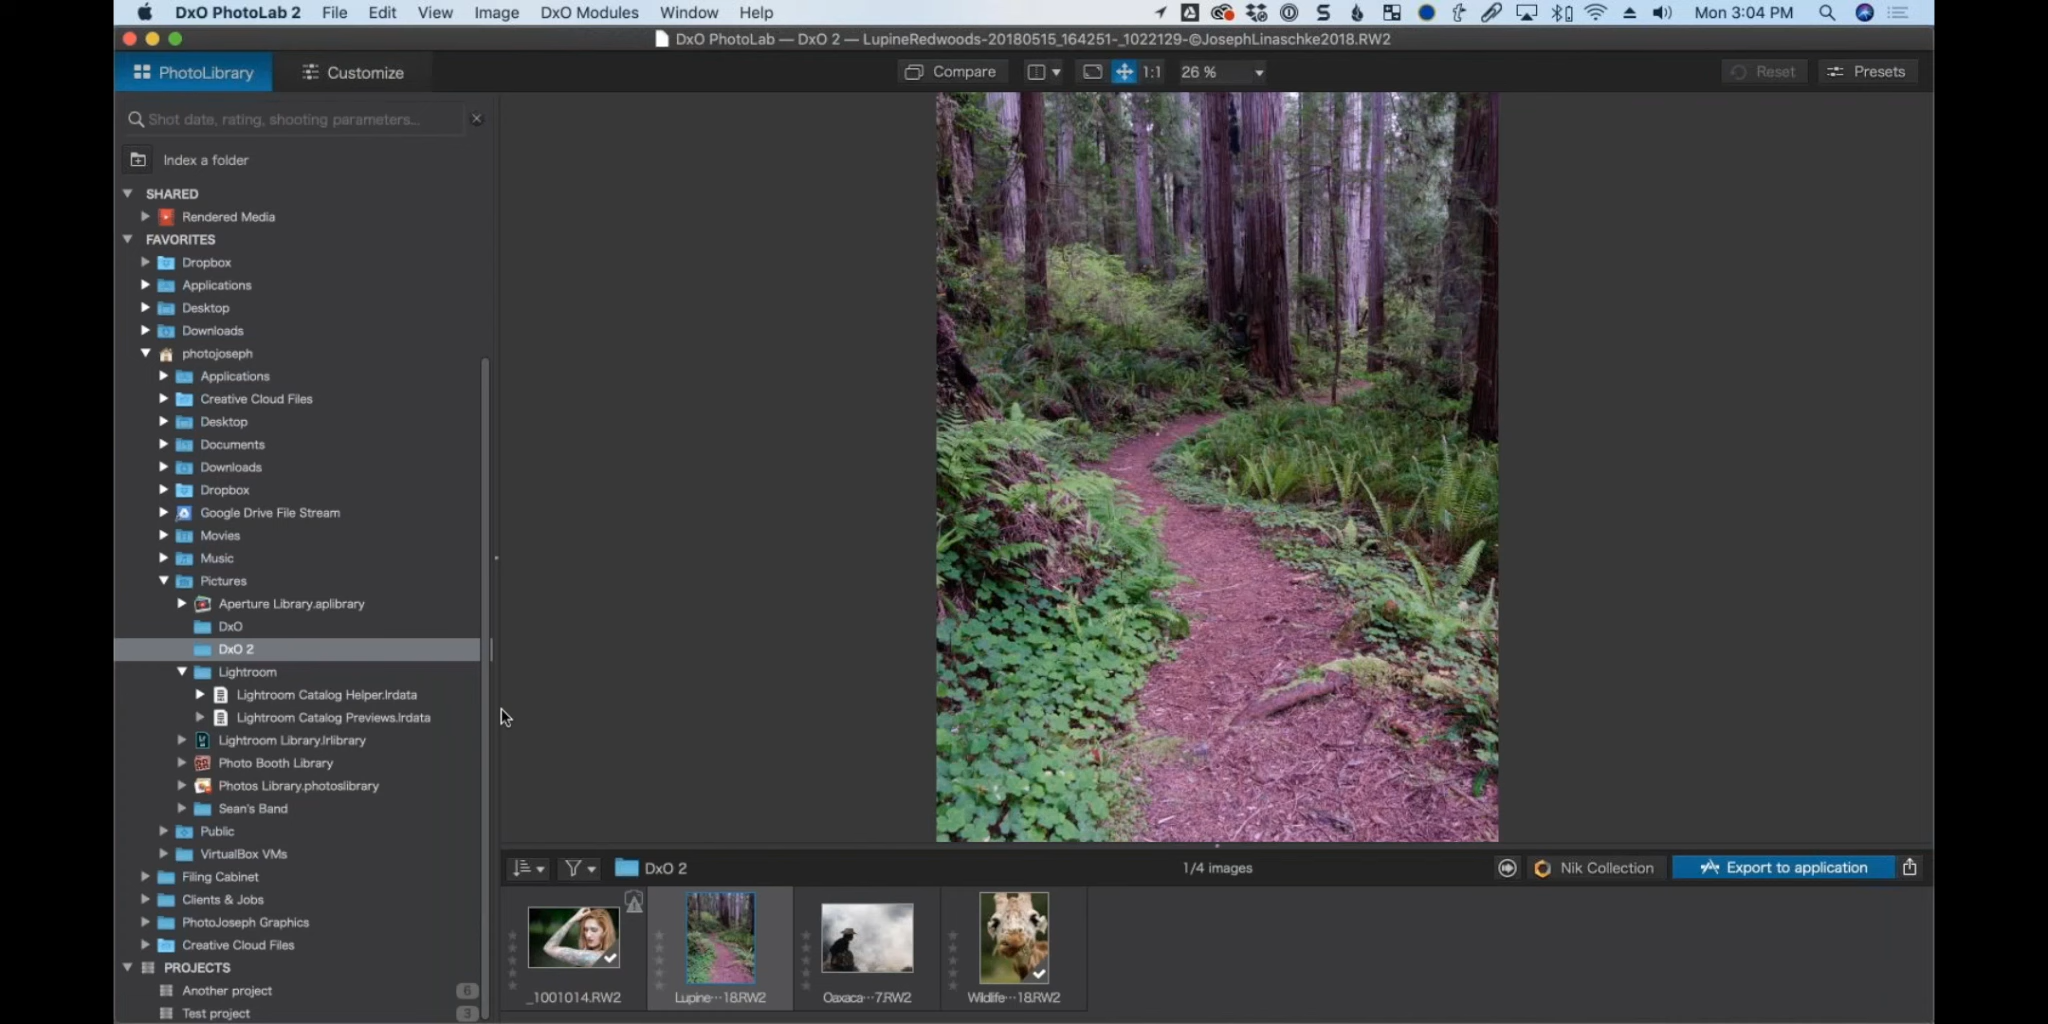 DxO PhotoLab 2 File Edit View Image DxO Modules Window Help Mon 3:04 PM
DxO PhotoLab — DxO 2 — LupineRedwoods-20180515_164251-_1022129-©JosephLinaschke2018.RW2
PhotoLibrary Customize Compare 1:1 26 % Reset Presets
Shot date, rating, shooting parameters...
Index a folder
SHARED
Rendered Media
FAVORITES
Dropbox
Applications
Desktop
Downloads
photojoseph
Applications
Creative Cloud Files
Desktop
Documents
Downloads
Dropbox
Google Drive File Stream
Movies
Music
Pictures
Aperture Library.aplibrary
DxO
DxO 2
Lightroom
Lightroom Catalog Helper.lrdata
Lightroom Catalog Previews.lrdata
Lightroom Library.lrlibrary
Photo Booth Library
Photos Library.photoslibrary
Sean's Band
Public
VirtualBox VMs
Filing Cabinet
Clients & Jobs
PhotoJoseph Graphics
Creative Cloud Files
PROJECTS
Another project 6
Test project 3
DxO 2 1/4 images Nik Collection Export to application
_1001014.RW2 Lupine···18.RW2 Oaxaca···7.RW2 Wildlife···18.RW2